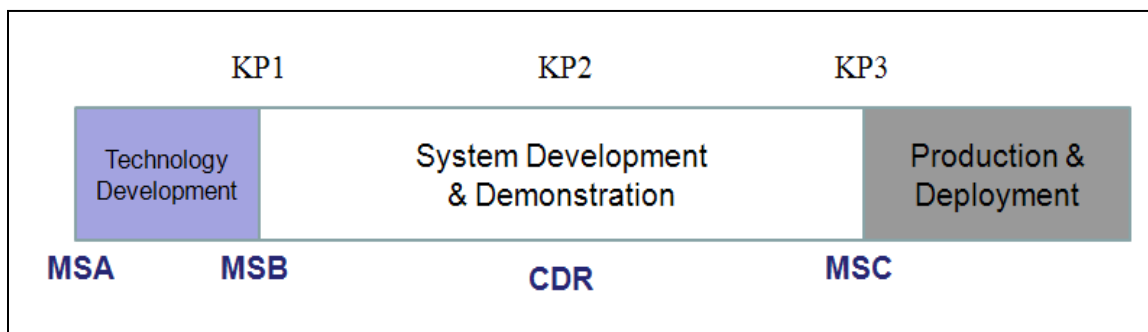 KP1 KP2 KP3
Technology
Development
System Development
& Demonstration
Production &
Deployment
MSA MSB CDR MSC